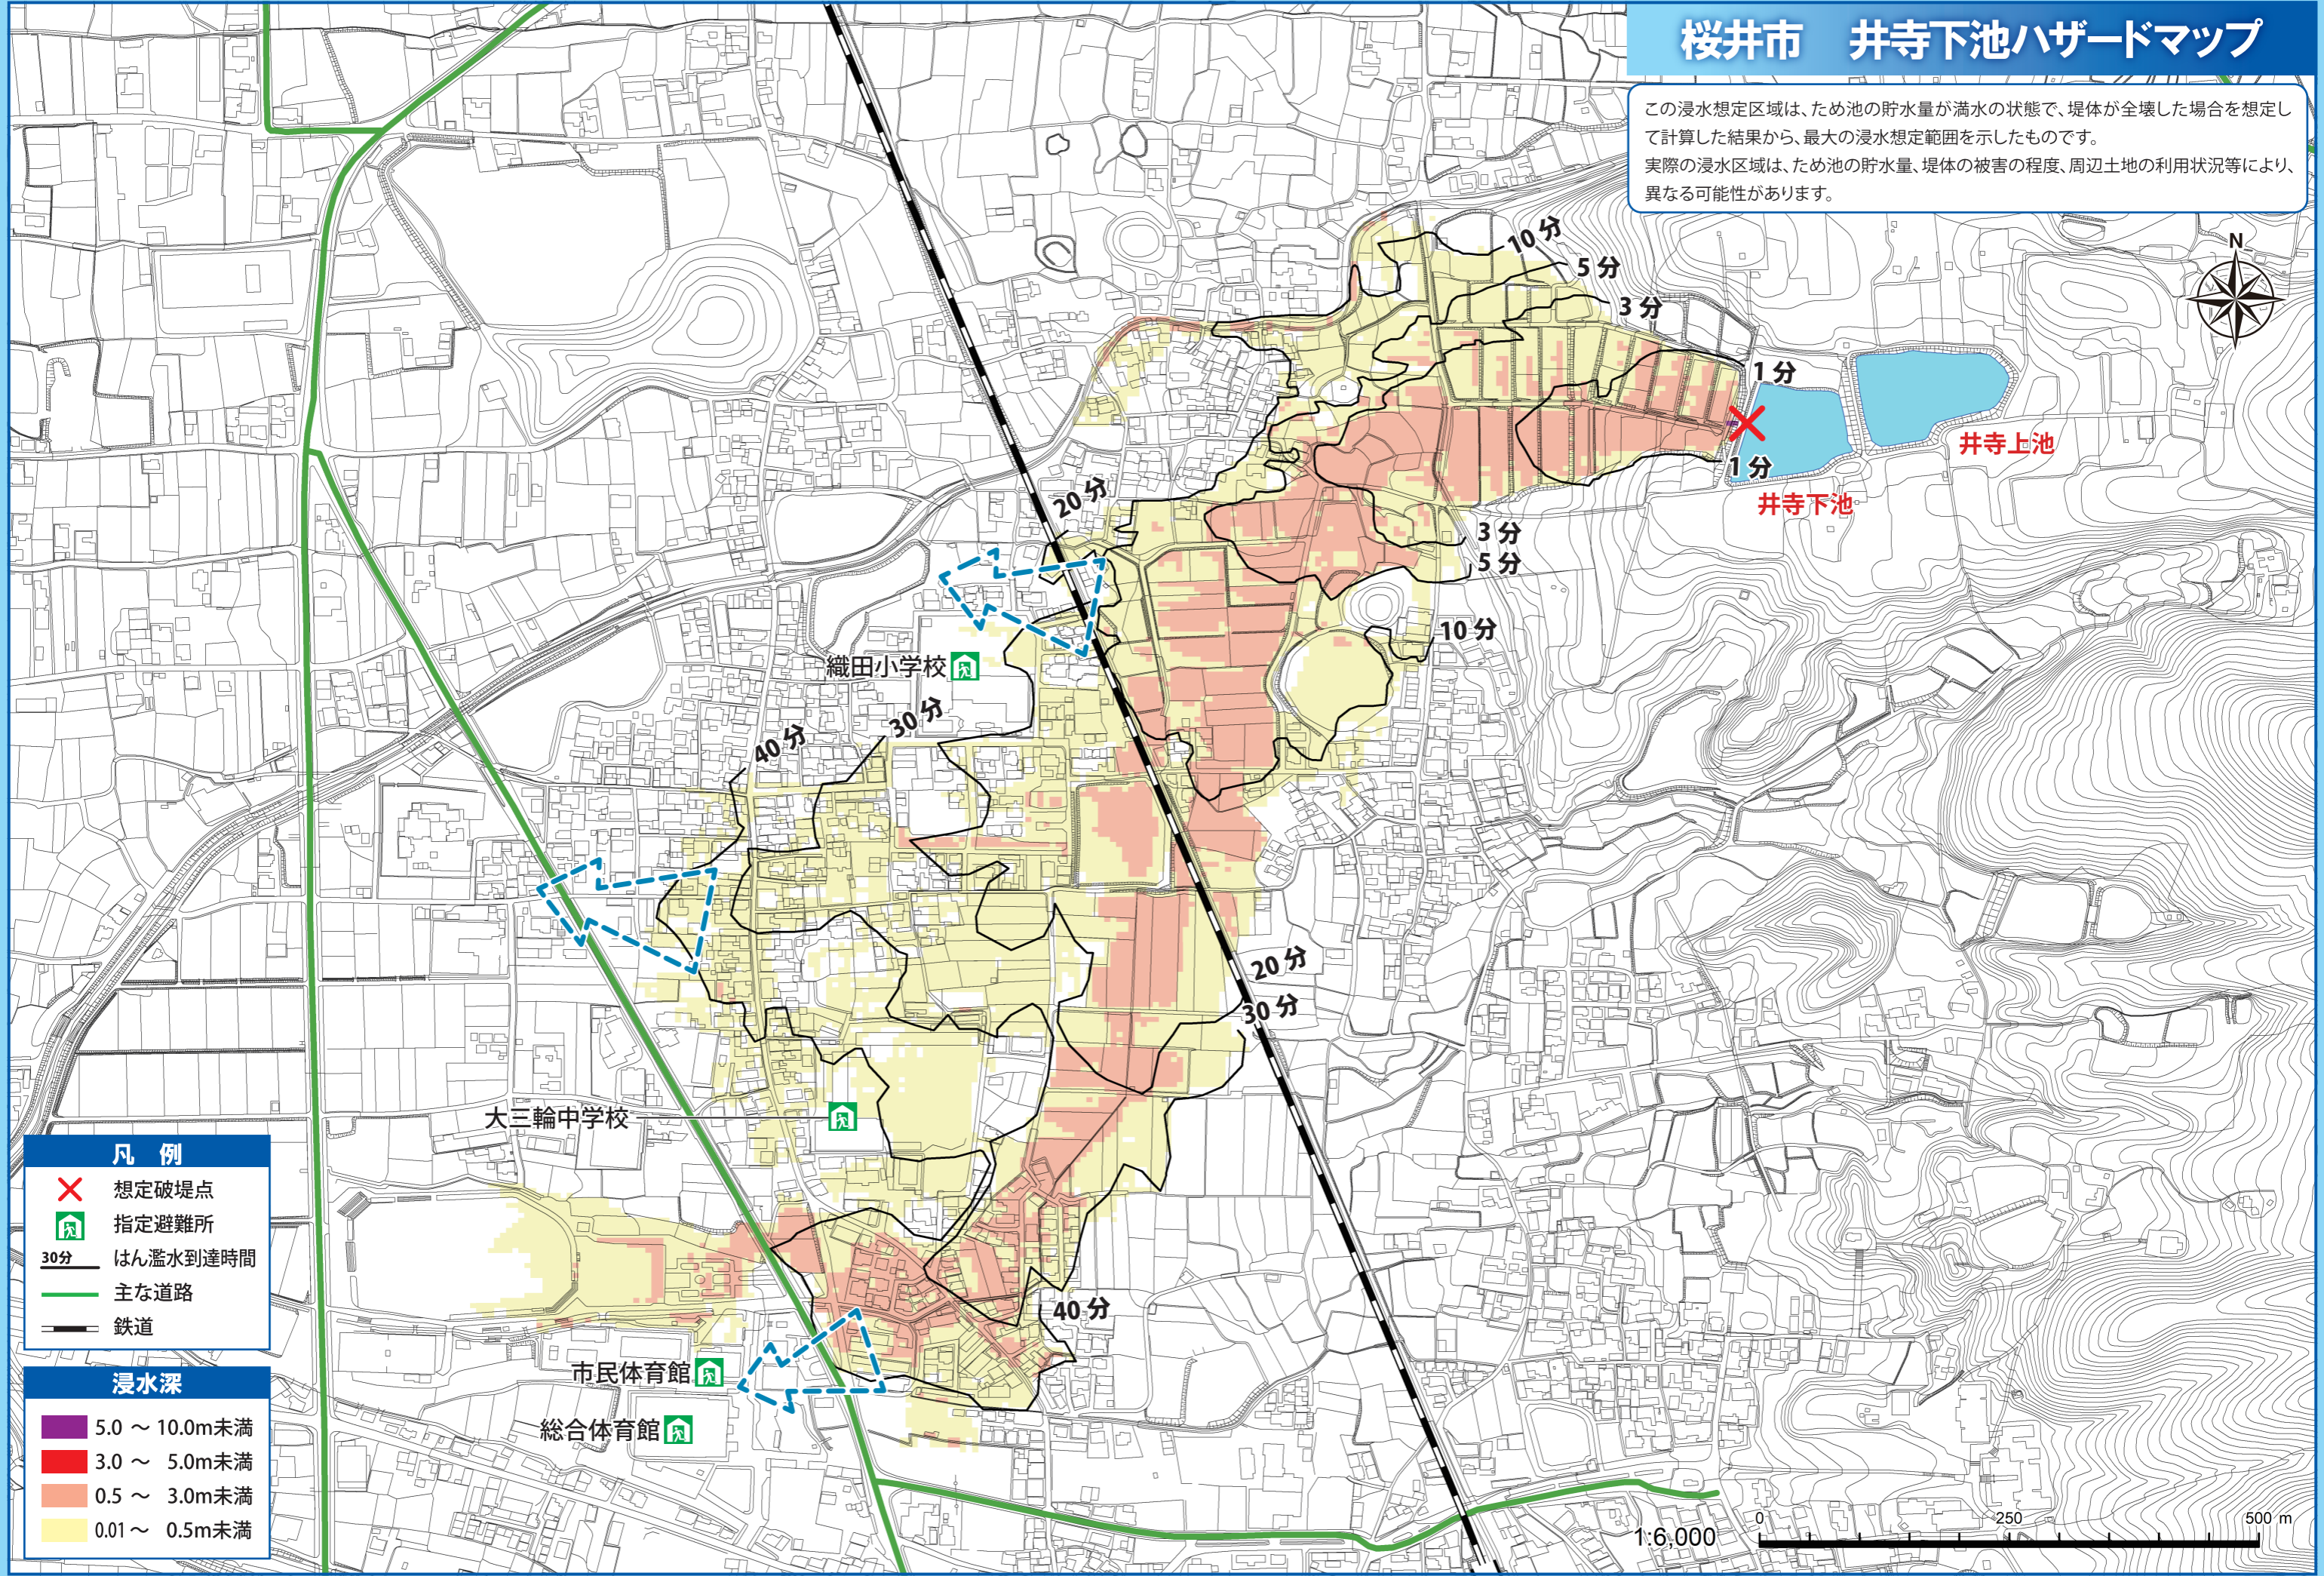 桜井市　井寺下池ハザードマップ
この浸水想定区域は、ため池の貯水量が満水の状態で、堤体が全壊した場合を想定し
て計算した結果から、最大の浸水想定範囲を示したものです。
実際の浸水区域は、ため池の貯水量、堤体の被害の程度、周辺土地の利用状況等により、
異なる可能性があります。
N
10分
5分
3分
1分
井寺上池
1分
井寺下池
20分
3分
5分
10分
織田小学校
30分
40分
20分
30分
大三輪中学校
40分
市民体育館
総合体育館
凡　例
想定破堤点
指定避難所
30分 はん濫水到達時間
主な道路
鉄道
浸水深
5.0 ～ 10.0m未満
3.0 ～ 5.0m未満
0.5 ～ 3.0m未満
0.01～ 0.5m未満
1:6,000
0 250 500 m